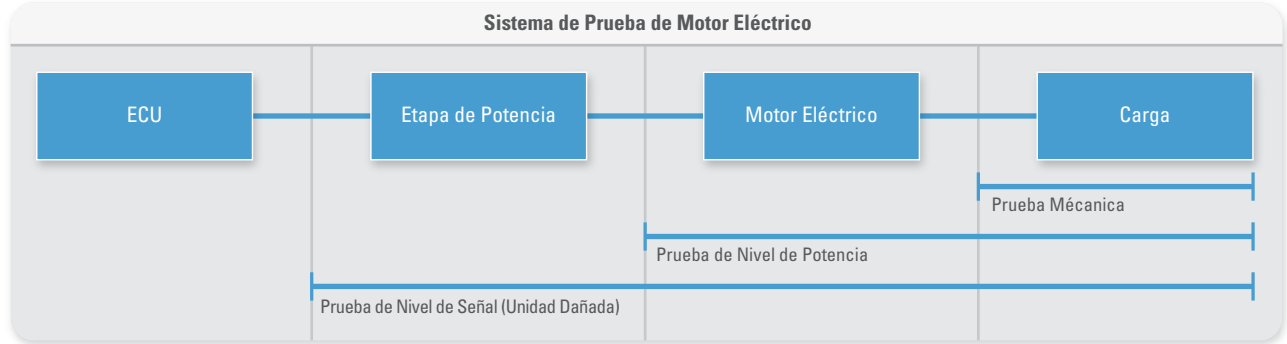 Sistema de Prueba de Motor Eléctrico
ECU
Etapa de Potencia
Motor Eléctrico
Carga
Prueba Mécanica
Prueba de Nivel de Potencia
Prueba de Nivel de Señal (Unidad Dañada)